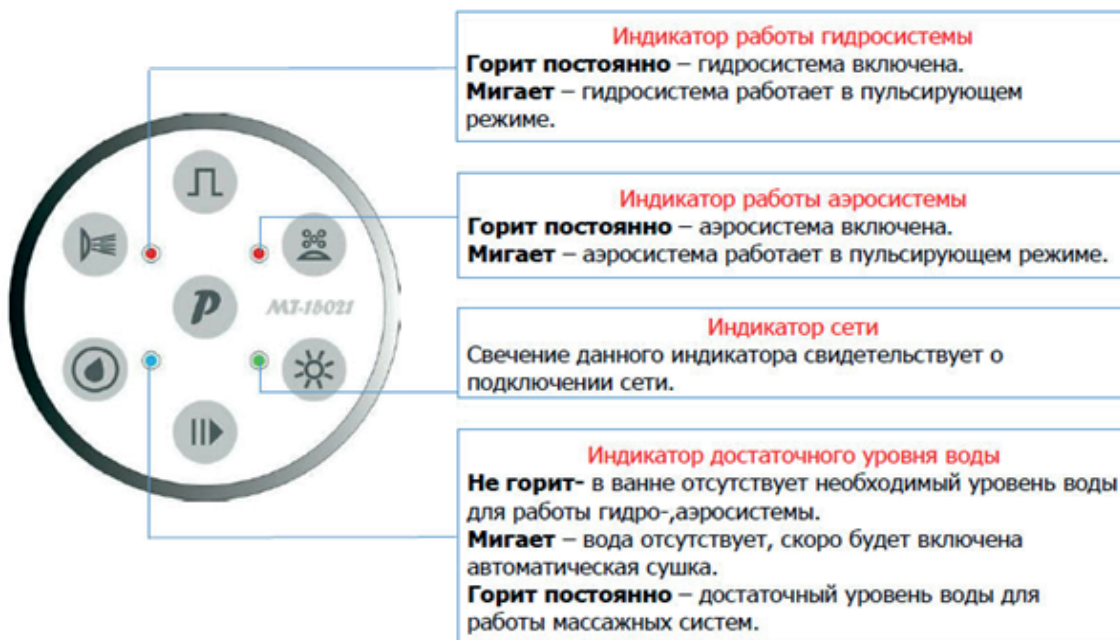 Индикатор работы гидросистемы
Горит постоянно – гидросистема включена.
Мигает – гидросистема работает в пульсирующем
режиме.
Индикатор работы аэросистемы
Горит постоянно – аэросистема включена.
Мигает – аэросистема работает в пульсирующем режиме.
P
МТ-15021
Индикатор сети
Свечение данного индикатора свидетельствует о
подключении сети.
Индикатор достаточного уровня воды
Не горит- в ванне отсутствует необходимый уровень воды
для работы гидро-,аэросистемы.
Мигает – вода отсутствует, скоро будет включена
автоматическая сушка.
Горит постоянно – достаточный уровень воды для
работы массажных систем.